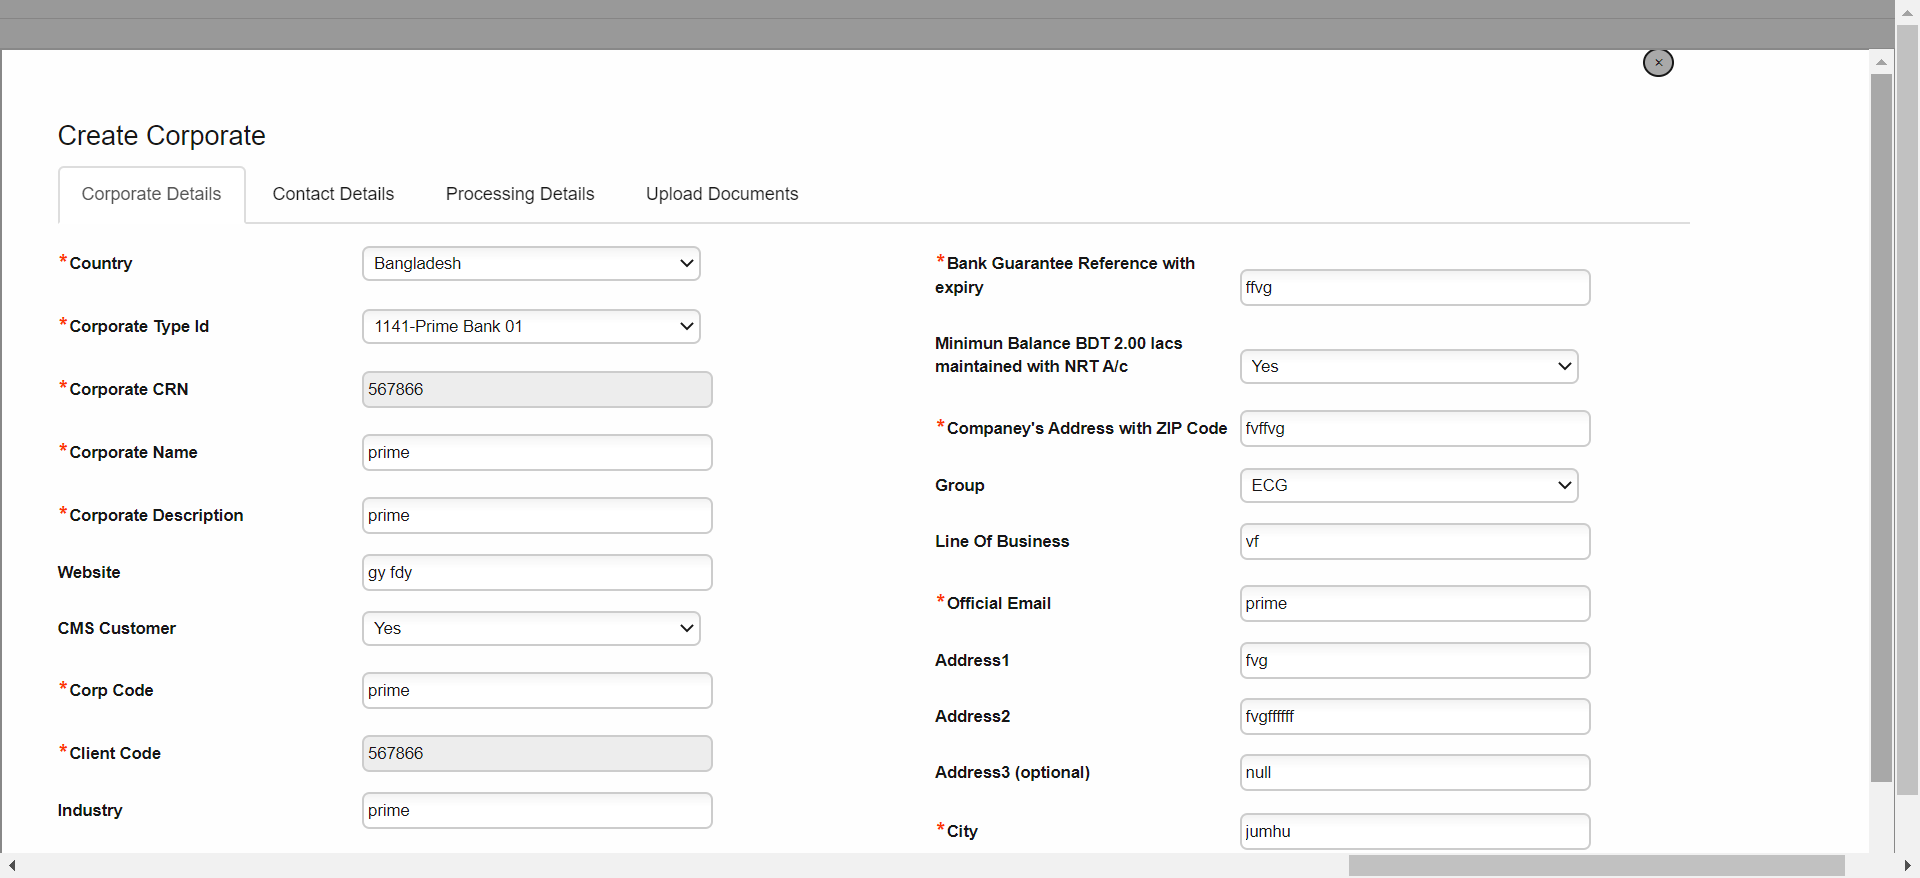 ×
Create Corporate
Corporate Details Contact Details Processing Details Upload Documents
*Country Bangladesh
*Corporate Type Id 1141-Prime Bank 01
*Corporate CRN 567866
*Corporate Name prime
*Corporate Description prime
Website gy fdy
CMS Customer Yes
*Corp Code prime
*Client Code 567866
Industry prime
*Bank Guarantee Reference with
expiry ffvg
Minimun Balance BDT 2.00 lacs
maintained with NRT A/c Yes
*Companey's Address with ZIP Code fvffvg
Group ECG
Line Of Business vf
*Official Email prime
Address1 fvg
Address2 fvgffffff
Address3 (optional) null
*City jumhu